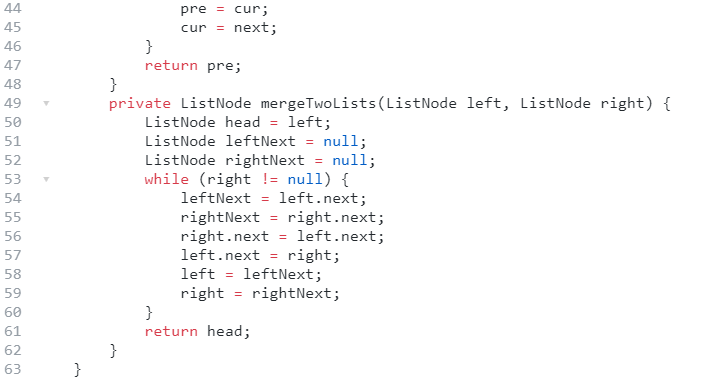 44                 pre = cur;
45                 cur = next;
46             }
47             return pre;
48         }
49         private ListNode mergeTwoLists(ListNode left, ListNode right) {
50             ListNode head = left;
51             ListNode leftNext = null;
52             ListNode rightNext = null;
53             while (right != null) {
54                 leftNext = left.next;
55                 rightNext = right.next;
56                 right.next = left.next;
57                 left.next = right;
58                 left = leftNext;
59                 right = rightNext;
60             }
61             return head;
62         }
63     }